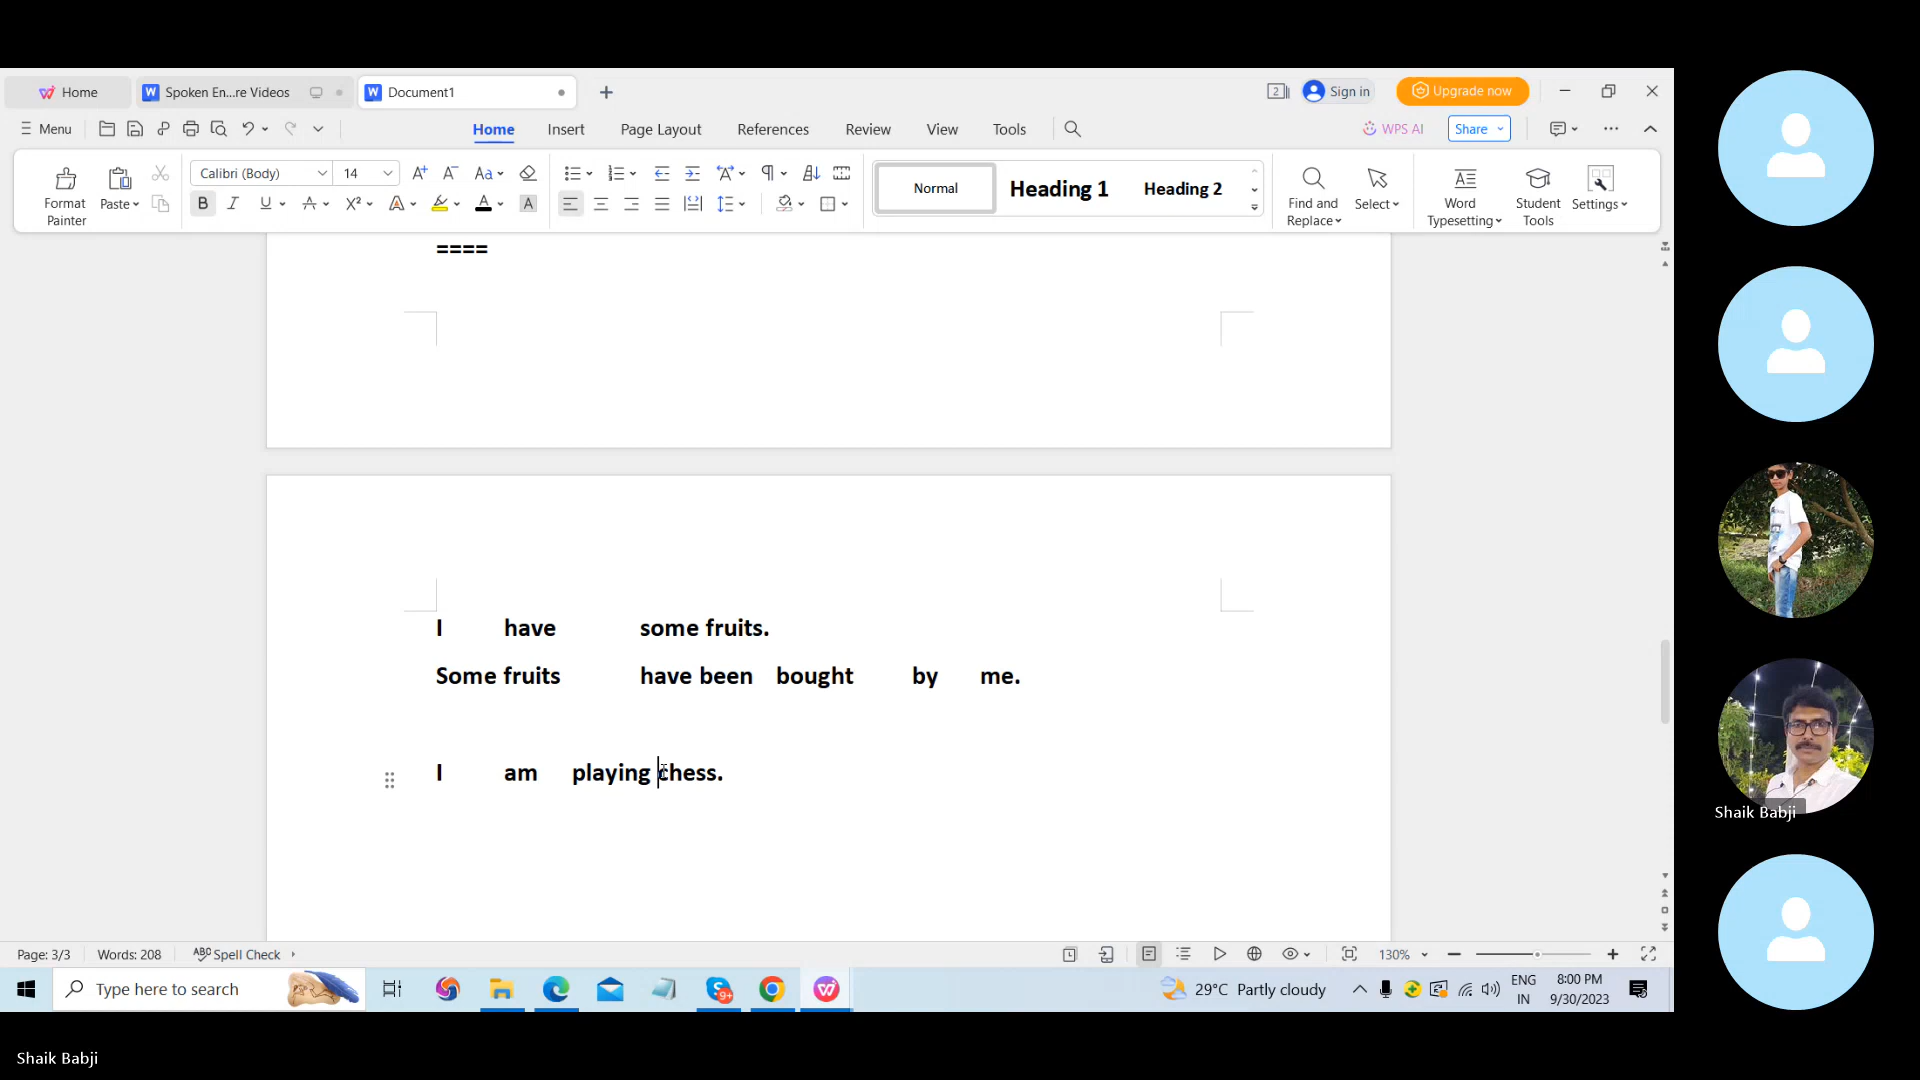 Home Spoken En...re Videos Document1 2 Sign in Upgrade now
Menu Home Insert Page Layout References Review View Tools WPS AI Share
Format Painter Paste Calibri (Body) 14 Normal Heading 1 Heading 2 Find and Replace Select Word Typesetting Student Tools Settings
====
I have some fruits.
Some fruits have been bought by me.
I am playing chess.
Page: 3/3 Words: 208 Spell Check 130%
Type here to search 9+ 29°C Partly cloudy ENG IN 8:00 PM 9/30/2023
Shaik Babji
Shaik Babji